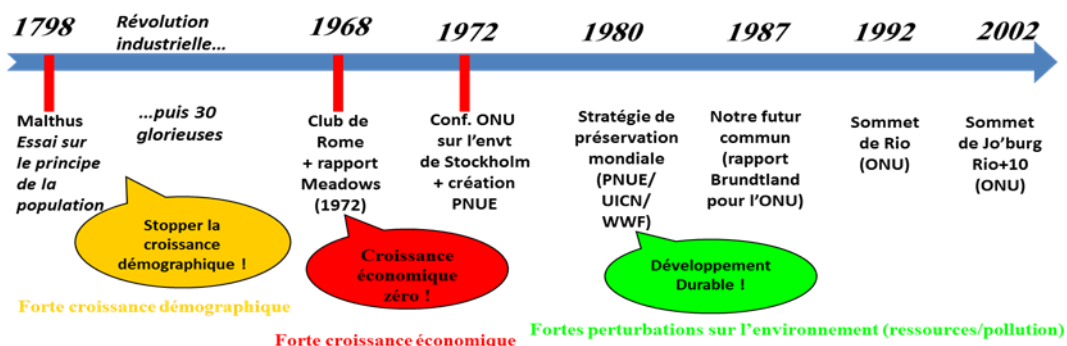 1798
Révolution
industrielle…
1968
1972
1980
1987
1992
2002
Malthus
Essai sur
le principe
de la
population
…puis 30
glorieuses
Club de
Rome
+ rapport
Meadows
(1972)
Conf. ONU
sur l’envt
de Stockholm
+ création
PNUE
Stratégie de
préservation
mondiale
(PNUE/
UICN/
WWF)
Notre futur
commun
(rapport
Brundtland
pour l’ONU)
Sommet
de Rio
(ONU)
Sommet
de Jo’burg
Rio+10
(ONU)
Stopper la
croissance
démographique !
Croissance
économique
zéro !
Développement
Durable !
Forte croissance démographique
Forte croissance économique
Fortes perturbations sur l’environnement (ressources/pollution)